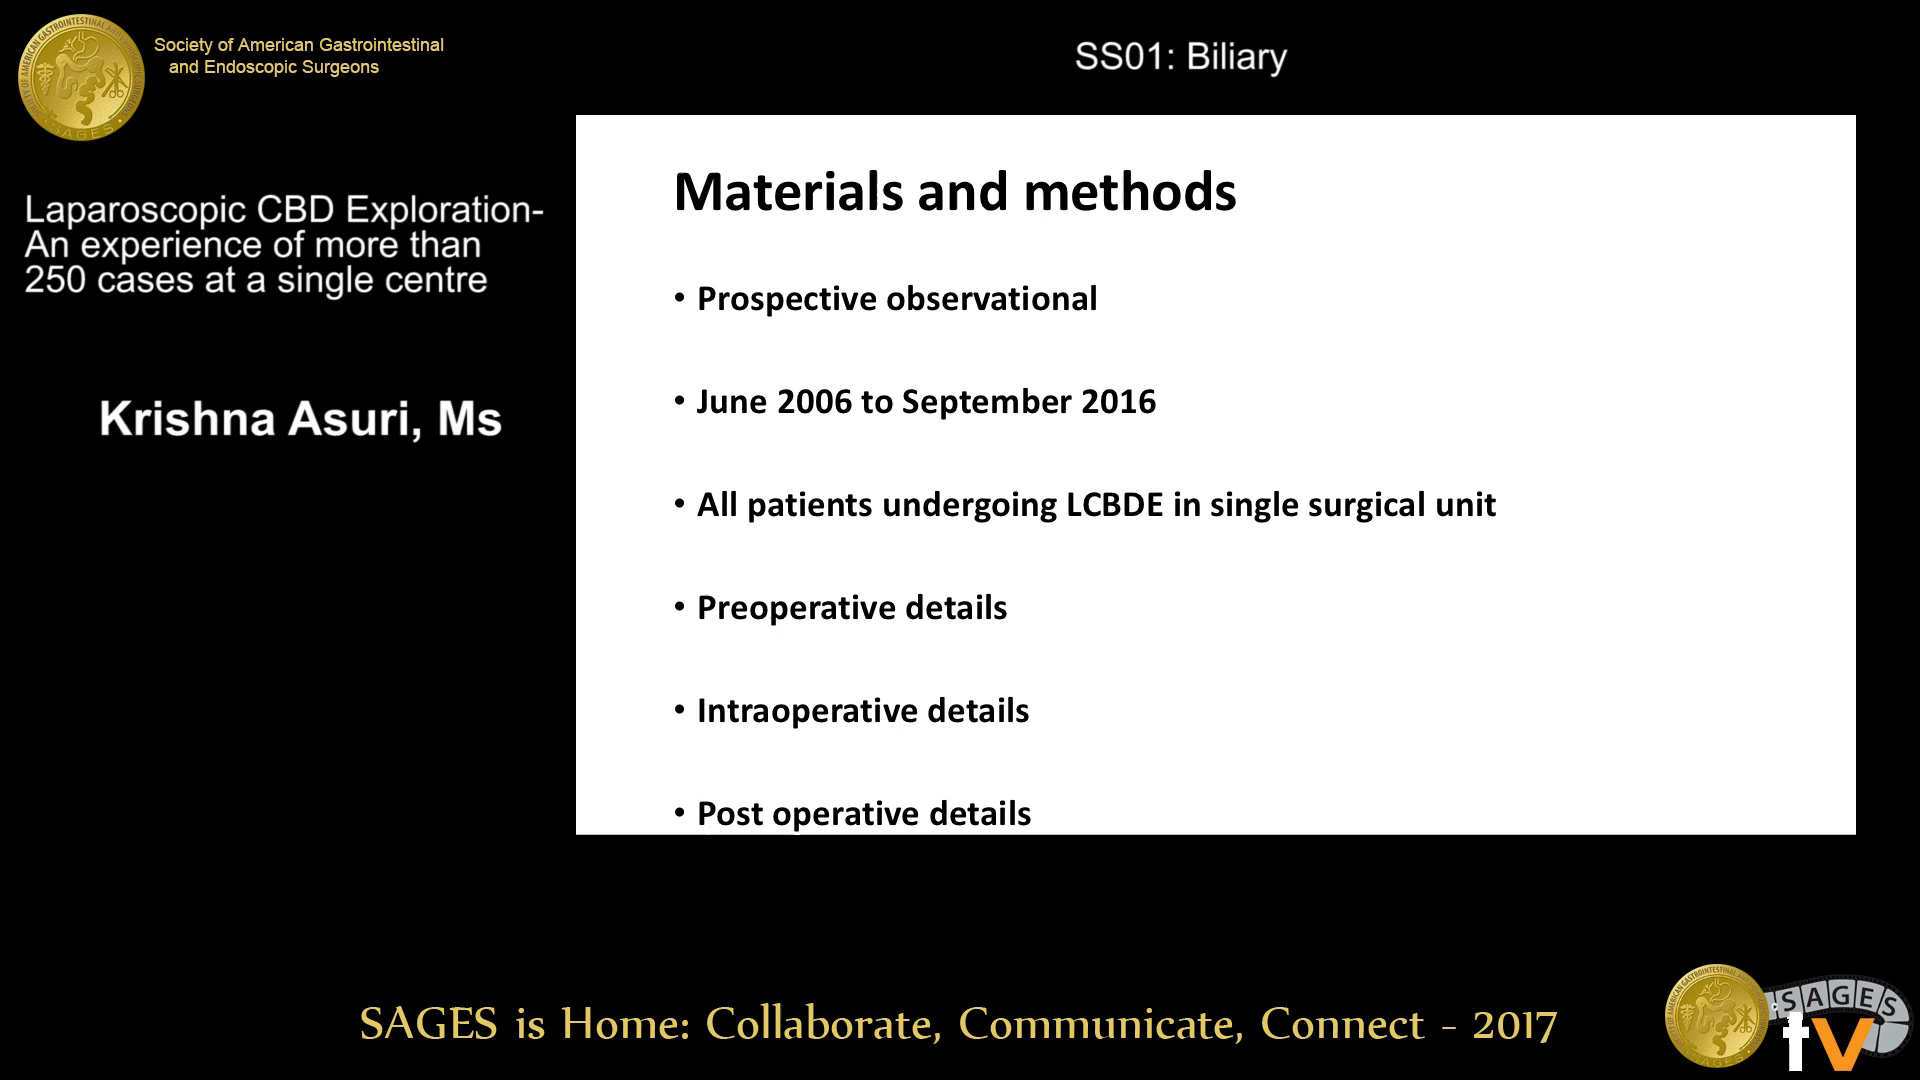 Society of American Gastrointestinal
and Endoscopic Surgeons
SS01: Biliary
Laparoscopic CBD Exploration-
An experience of more than
250 cases at a single centre
Krishna Asuri, Ms
Materials and methods
• Prospective observational
• June 2006 to September 2016
• All patients undergoing LCBDE in single surgical unit
• Preoperative details
• Intraoperative details
• Post operative details
SAGES is Home: Collaborate, Communicate, Connect - 2017
SAGES
tv